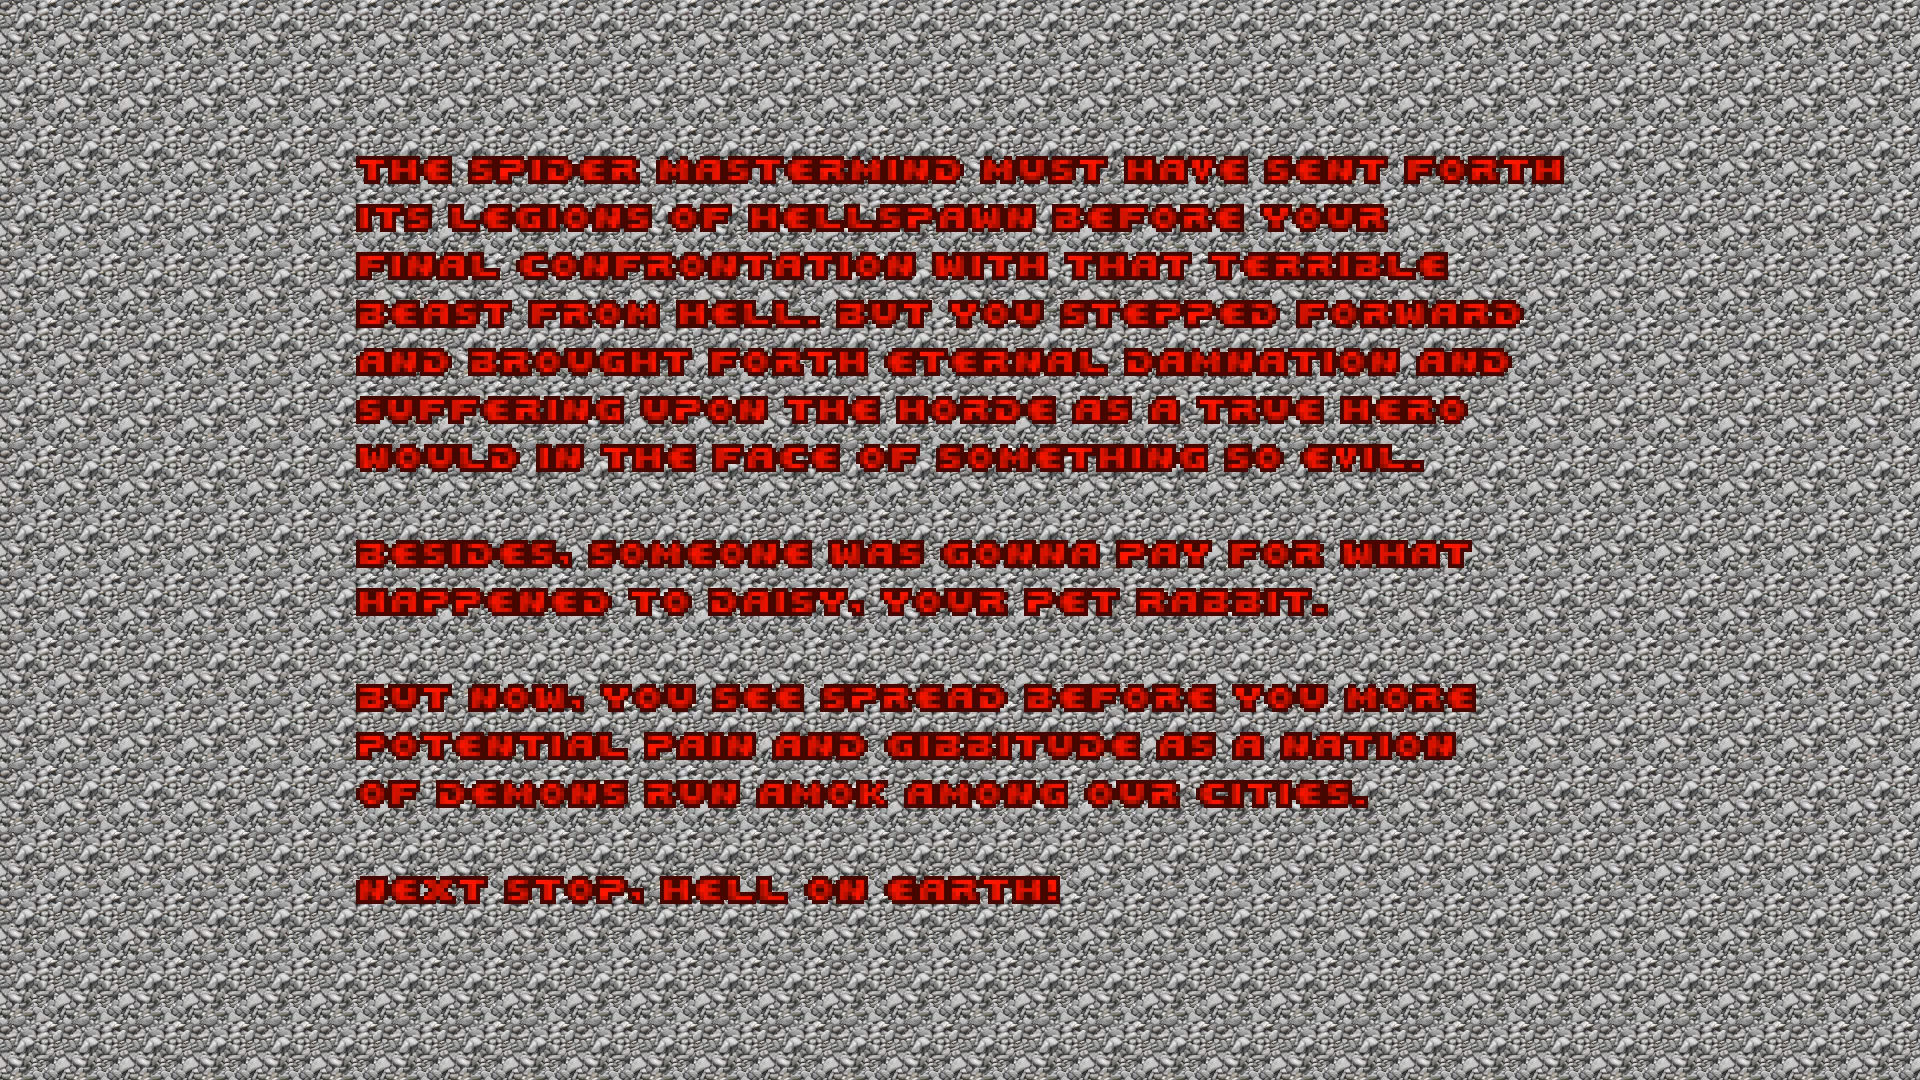 THE SPIDER MASTERMIND MUST HAVE SENT FORTH
ITS LEGIONS OF HELLSPAWN BEFORE YOUR
FINAL CONFRONTATION WITH THAT TERRIBLE
BEAST FROM HELL. BUT YOU STEPPED FORWARD
AND BROUGHT FORTH ETERNAL DAMNATION AND
SUFFERING UPON THE HORDE AS A TRUE HERO
WOULD IN THE FACE OF SOMETHING SO EVIL.
BESIDES, SOMEONE WAS GONNA PAY FOR WHAT
HAPPENED TO DAISY, YOUR PET RABBIT.
BUT NOW, YOU SEE SPREAD BEFORE YOU MORE
POTENTIAL PAIN AND GIBBITUDE AS A NATION
OF DEMONS RUN AMOK AMONG OUR CITIES.
NEXT STOP, HELL ON EARTH!